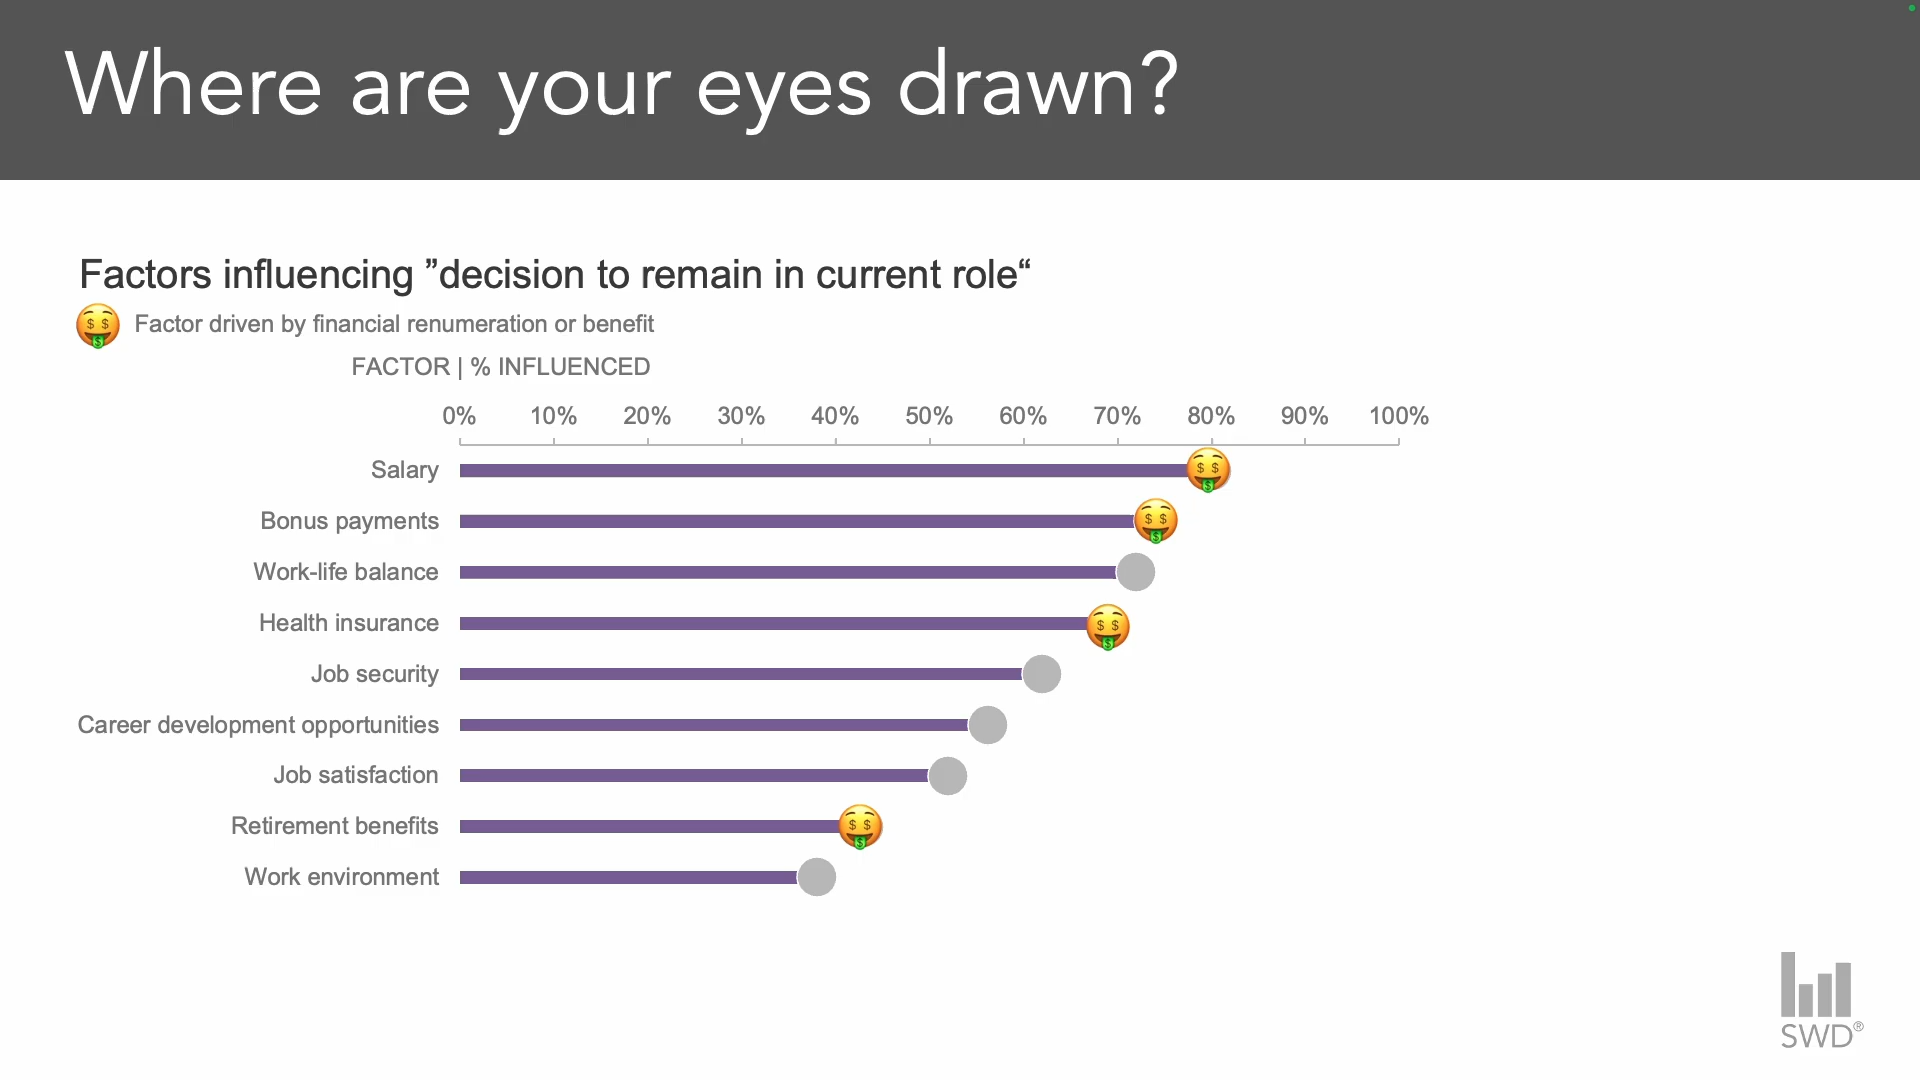 Where are your eyes drawn?
Factors influencing ”decision to remain in current role“
Factor driven by financial renumeration or benefit
FACTOR | % INFLUENCED
0% 10% 20% 30% 40% 50% 60% 70% 80% 90% 100%
Salary
Bonus payments
Work-life balance
Health insurance
Job security
Career development opportunities
Job satisfaction
Retirement benefits
Work environment
SWD®